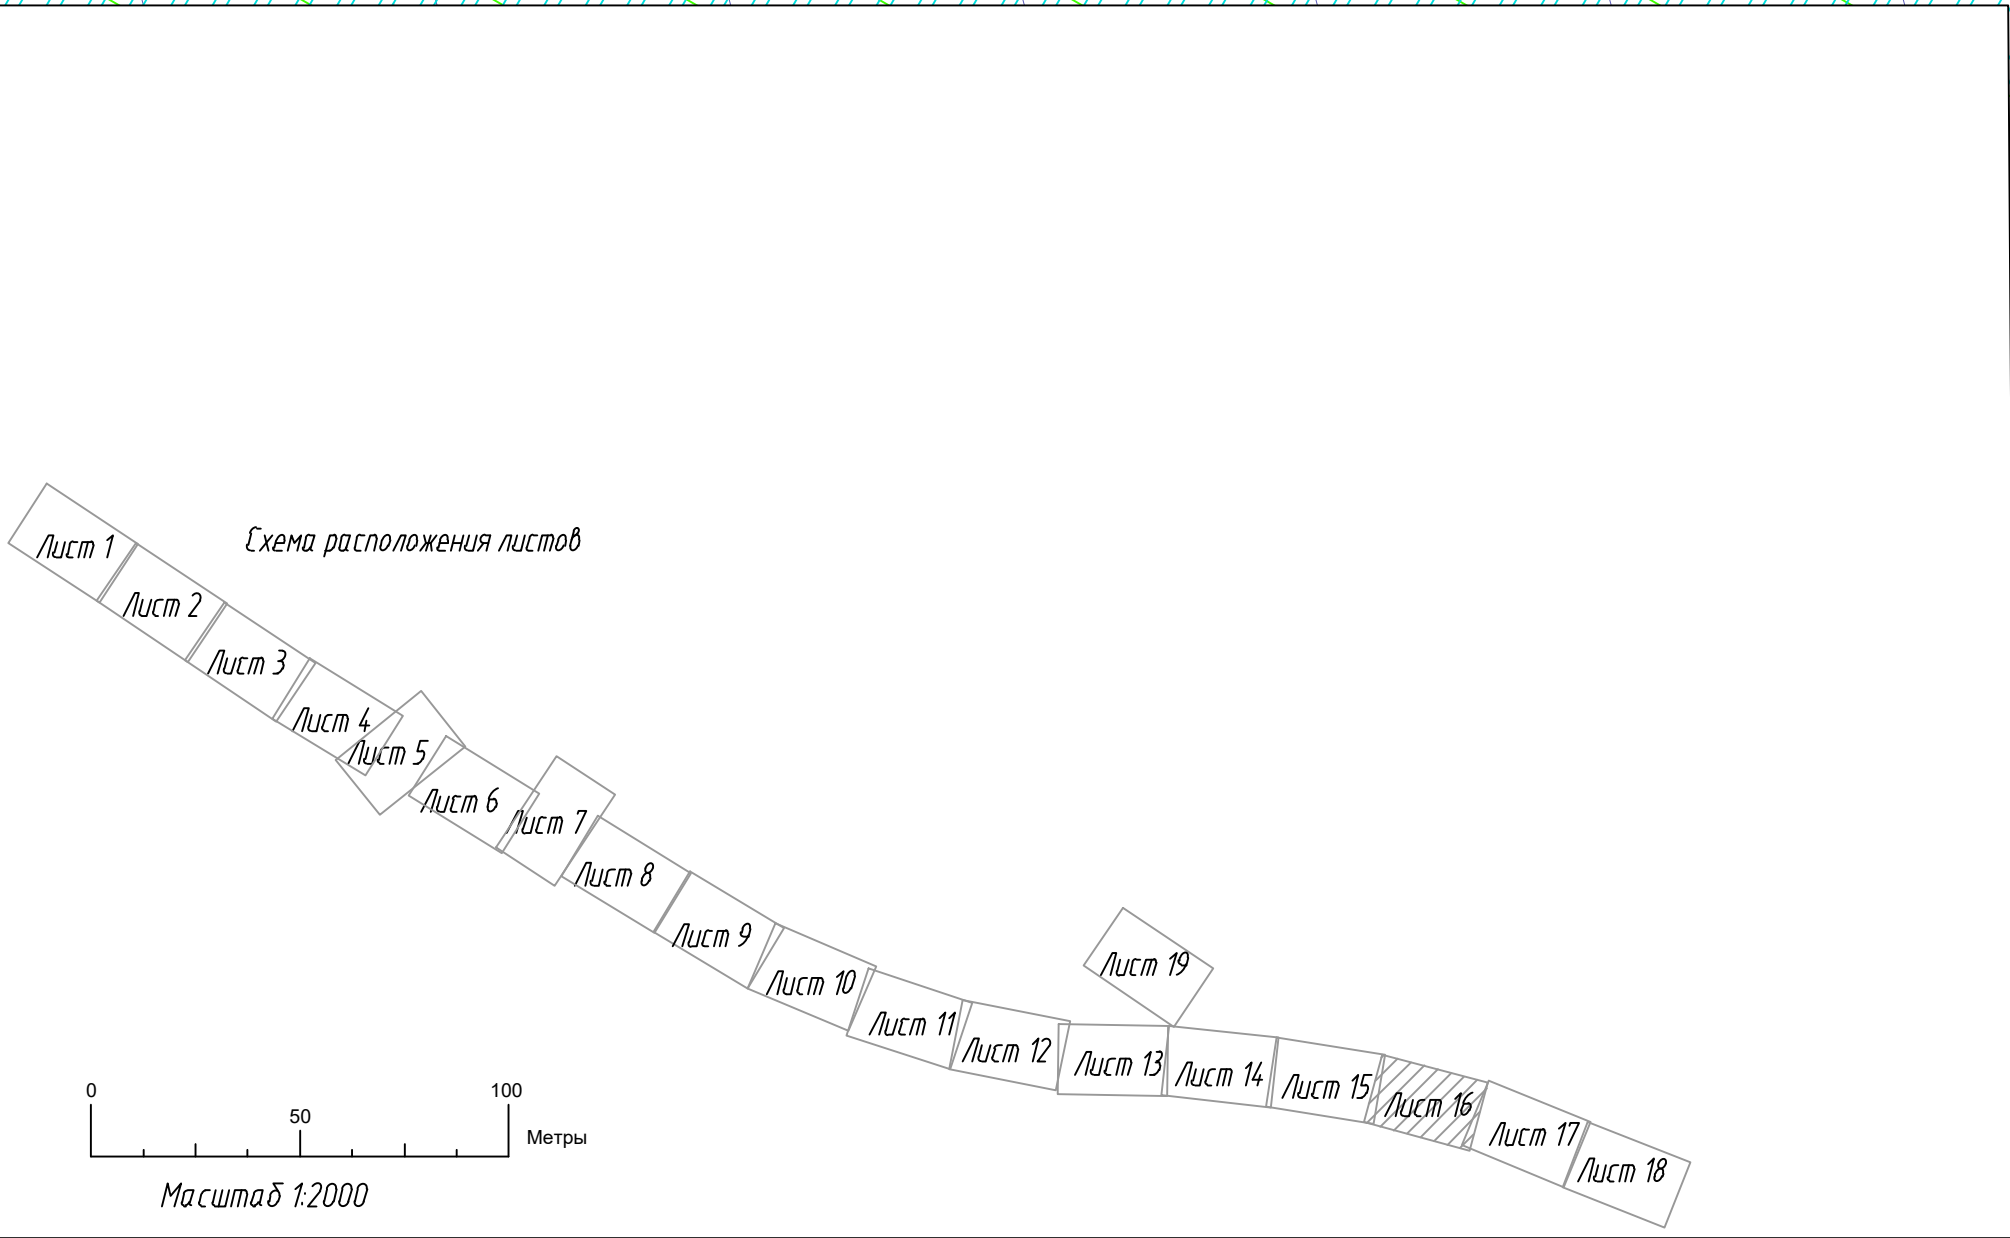 Схема расположения листов
Лист 1
Лист 2
Лист 3
Лист 4
Лист 5
Лист 6
Лист 7
Лист 8
Лист 9
Лист 10
Лист 11
Лист 12
Лист 13
Лист 14
Лист 15
Лист 16
Лист 17
Лист 18
Лист 19
0 50 100
Метры
Масштаб 1:2000